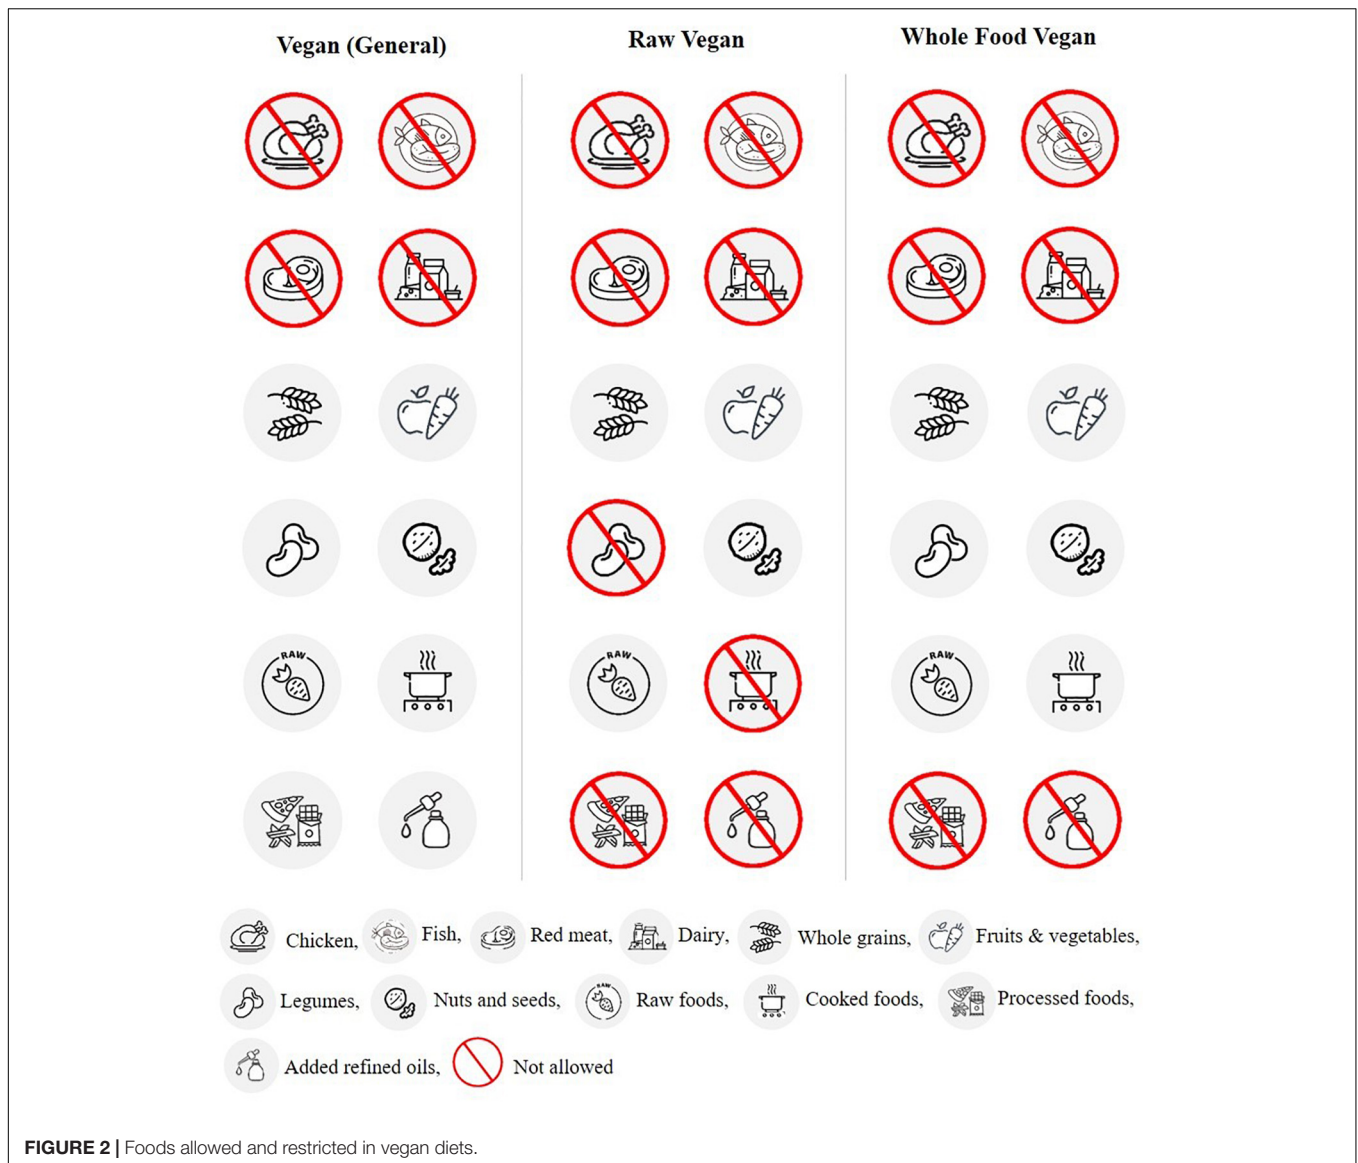 Vegan (General) Raw Vegan Whole Food Vegan
RAW RAW RAW
Chicken, Fish, Red meat, Dairy, Whole grains, Fruits & vegetables,
Legumes, Nuts and seeds, RAW Raw foods, Cooked foods, Processed foods,
Added refined oils, Not allowed
FIGURE 2 | Foods allowed and restricted in vegan diets.